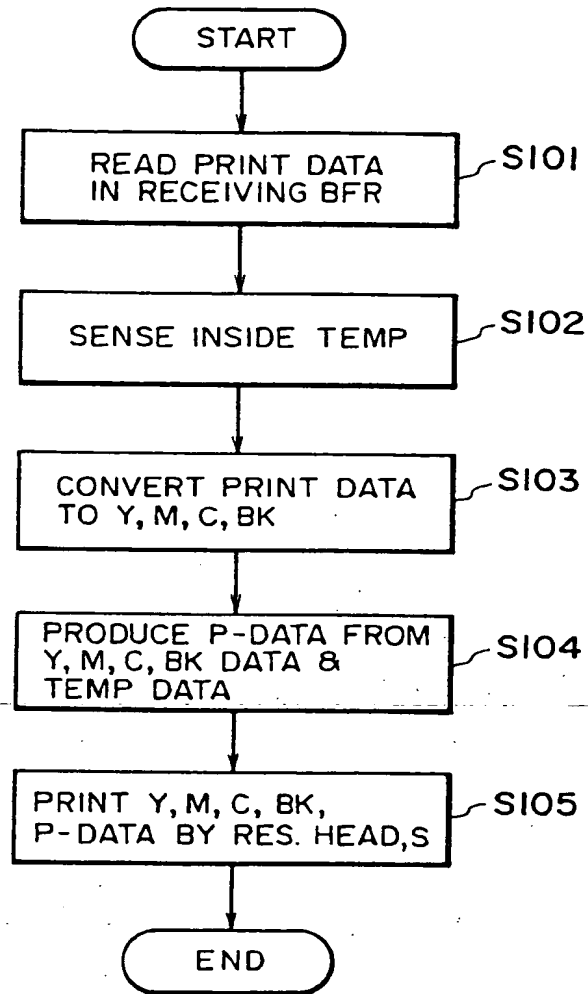 START
READ PRINT DATA
IN RECEIVING BFR
S101
SENSE INSIDE TEMP
S102
CONVERT PRINT DATA
TO Y, M, C, BK
S103
PRODUCE P-DATA FROM
Y, M, C, BK DATA &
TEMP DATA
S104
PRINT Y, M, C, BK,
P-DATA BY RES. HEAD,S
S105
END